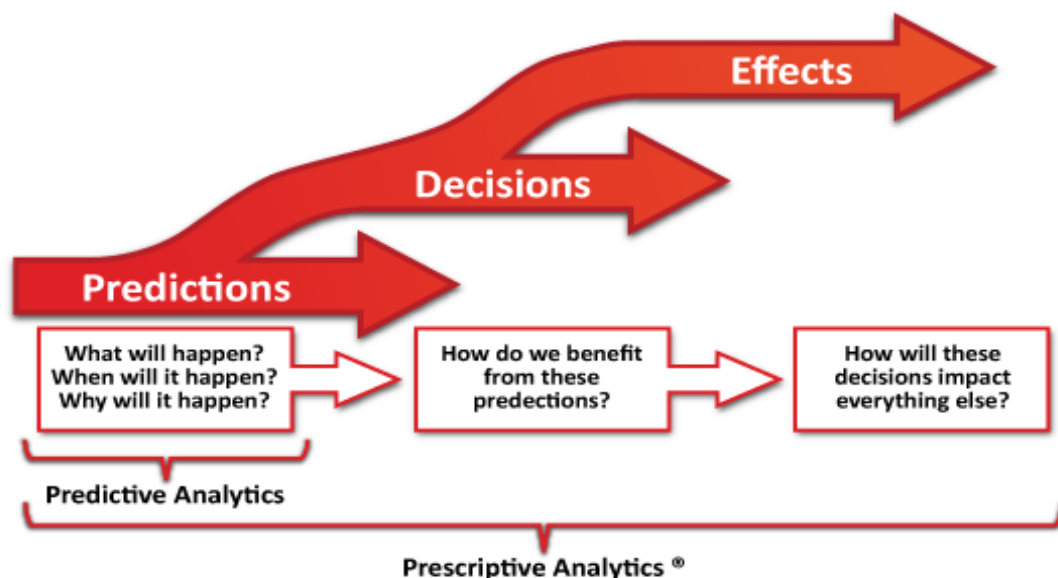 Effects
Decisions
Predictions
What will happen?
When will it happen?
Why will it happen?
How do we benefit
from these
predections?
How will these
decisions impact
everything else?
Predictive Analytics
Prescriptive Analytics ®